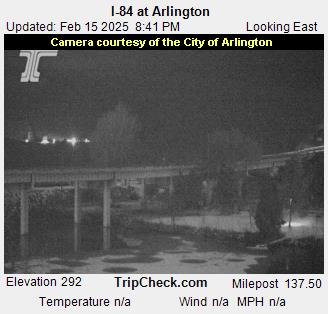 I-84 at Arlington
Updated: Feb 15 2025 8:41 PM Looking East
Camera courtesy of the City of Arlington
Elevation 292 TripCheck.com Milepost 137.50
Temperature n/a Wind n/a MPH n/a